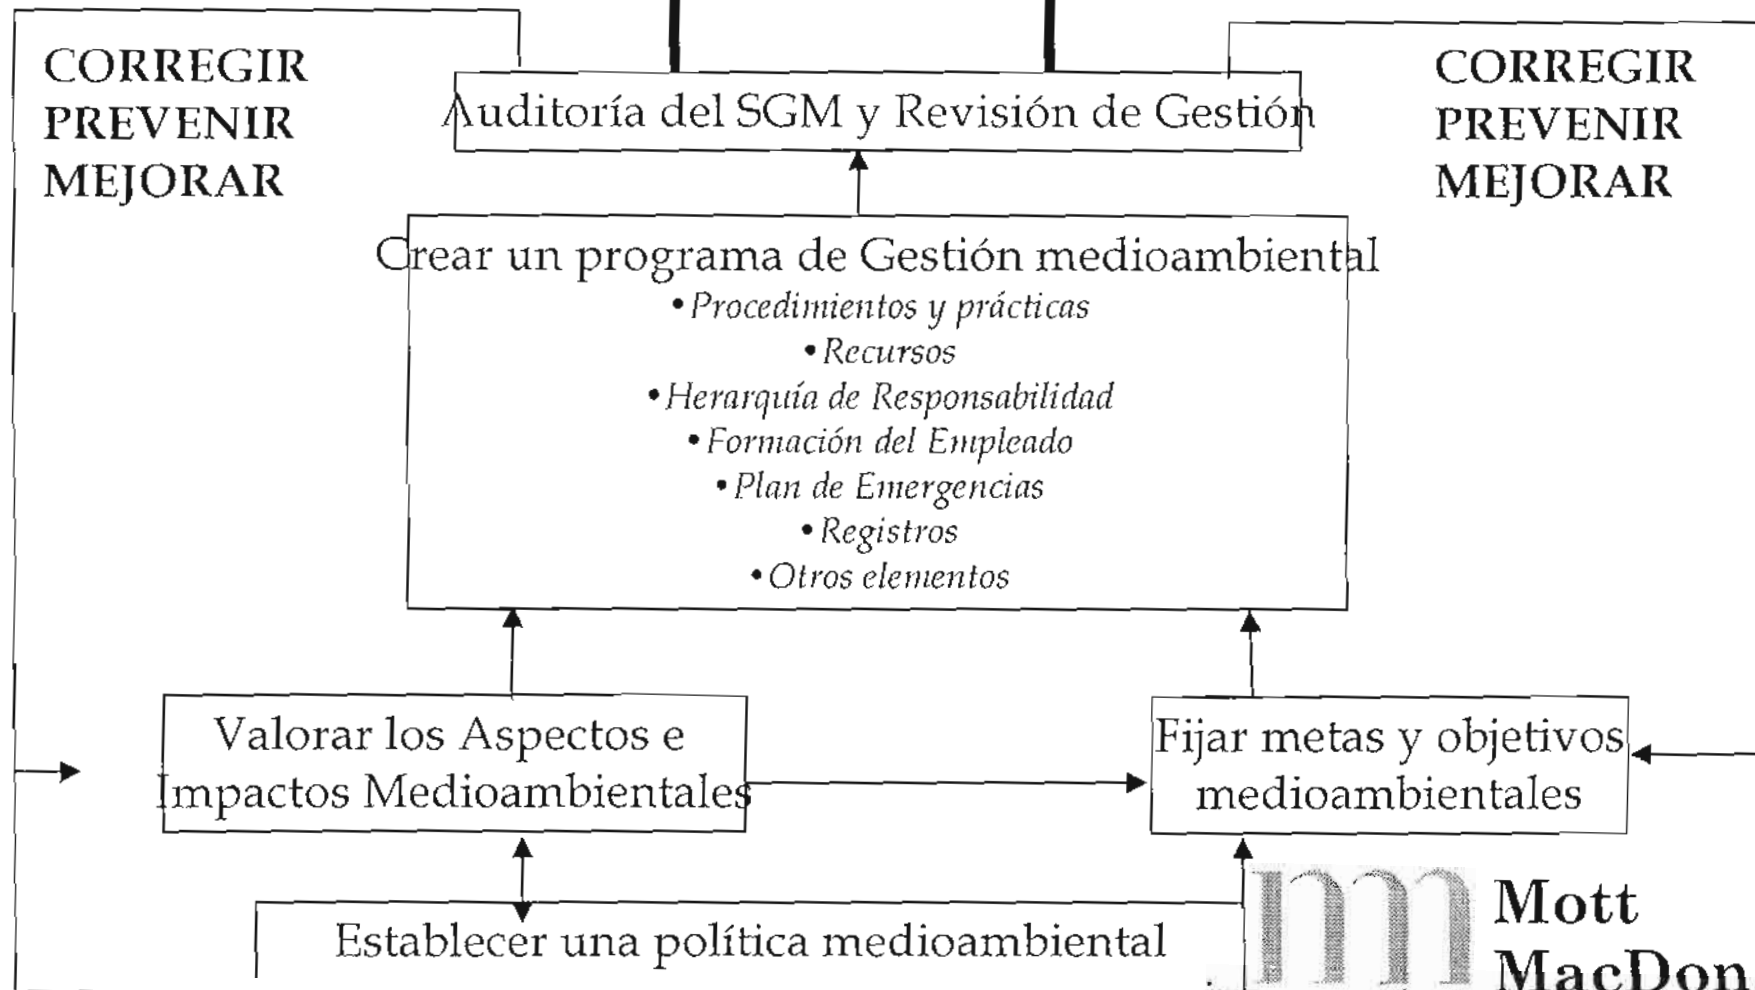 CORREGIR
PREVENIR
MEJORAR
CORREGIR
PREVENIR
MEJORAR
Auditoría del SGM y Revisión de Gestión
Crear un programa de Gestión medioambiental
•Procedimientos y prácticas
•Recursos
•Herarquía de Responsabilidad
•Formación del Empleado
•Plan de Emergencias
•Registros
•Otros elementos
Valorar los Aspectos e
Impactos Medioambientales
Fijar metas y objetivos
medioambientales
Establecer una política medioambiental
Mott
MacDon